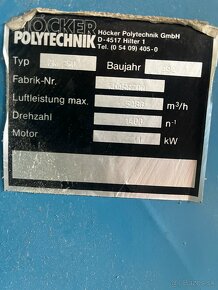 HÖCKER
POLYTECHNIK
Höcker Polytechnik GmbH
D-4517 Hilter 1
Tel. (0 54 09) 405-0
Typ
Baujahr
Fabrik-Nr.
Luftleistung max. m³/h
Drehzahl n⁻¹
Motor kW